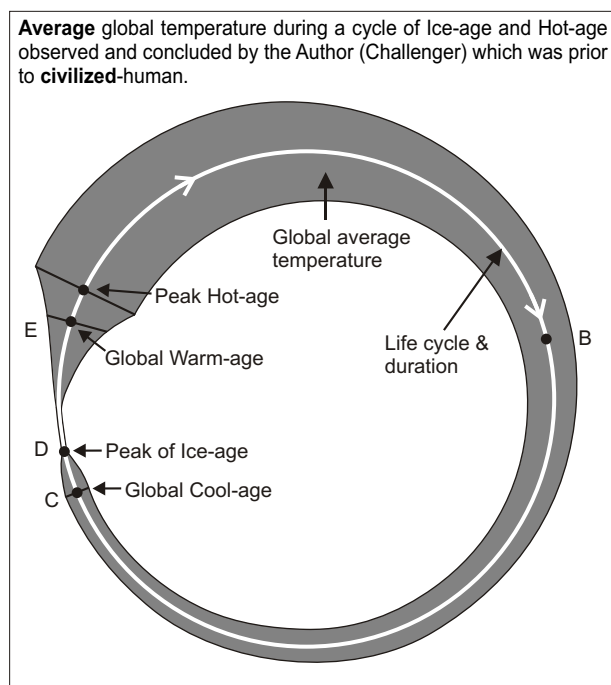 Average global temperature during a cycle of Ice-age and Hot-age
observed and concluded by the Author (Challenger) which was prior
to civilized-human.
Global average
temperature
Peak Hot-age
E
Global Warm-age
Life cycle &
duration
B
D
Peak of Ice-age
C
Global Cool-age